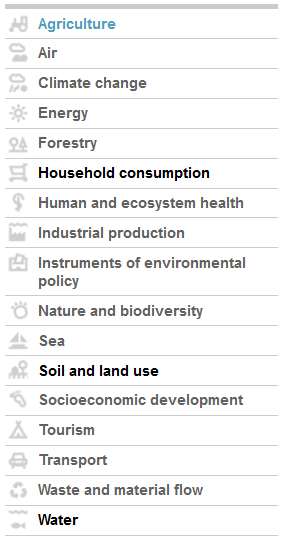 Agriculture
Air
Climate change
Energy
Forestry
Household consumption
Human and ecosystem health
Industrial production
Instruments of environmental
policy
Nature and biodiversity
Sea
Soil and land use
Socioeconomic development
Tourism
Transport
Waste and material flow
Water